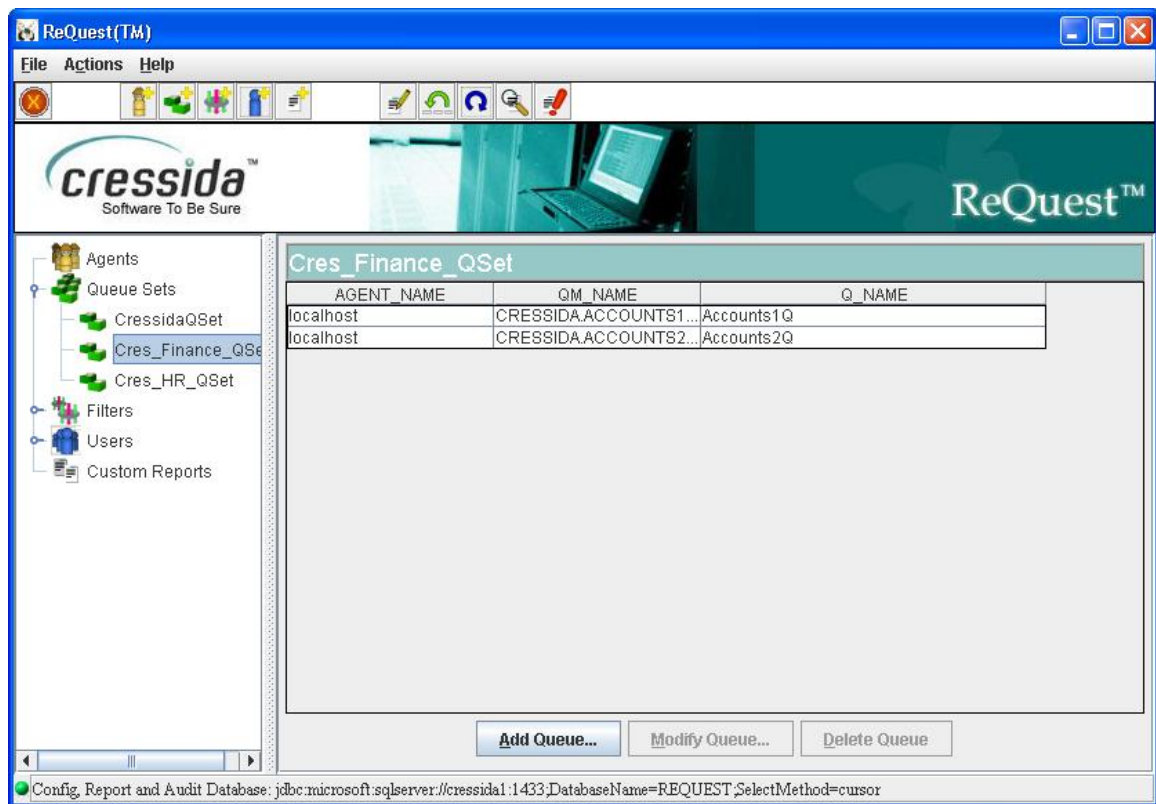 ReQuest(TM)
File Actions Help
cressida™
Software To Be Sure
ReQuest™
Agents
Queue Sets
CressidaQSet
Cres_Finance_QSe
Cres_HR_QSet
Filters
Users
Custom Reports
Cres_Finance_QSet
AGENT_NAME QM_NAME Q_NAME
localhost CRESSIDA.ACCOUNTS1... Accounts1Q
localhost CRESSIDA.ACCOUNTS2... Accounts2Q
Add Queue... Modify Queue... Delete Queue
Config, Report and Audit Database: jdbc:microsoft:sqlserver://cressida1:1433;DatabaseName=REQUEST;SelectMethod=cursor